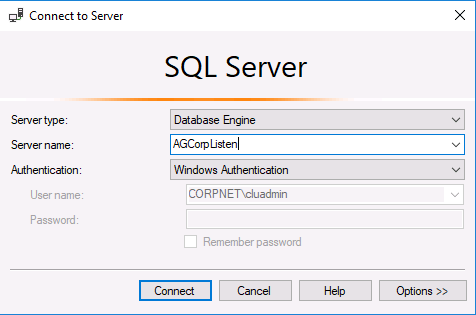 Connect to Server
SQL Server
Server type: Database Engine
Server name: AGCorpListen
Authentication: Windows Authentication
User name: CORPNET\cluadmin
Password:
Remember password
Connect Cancel Help Options >>